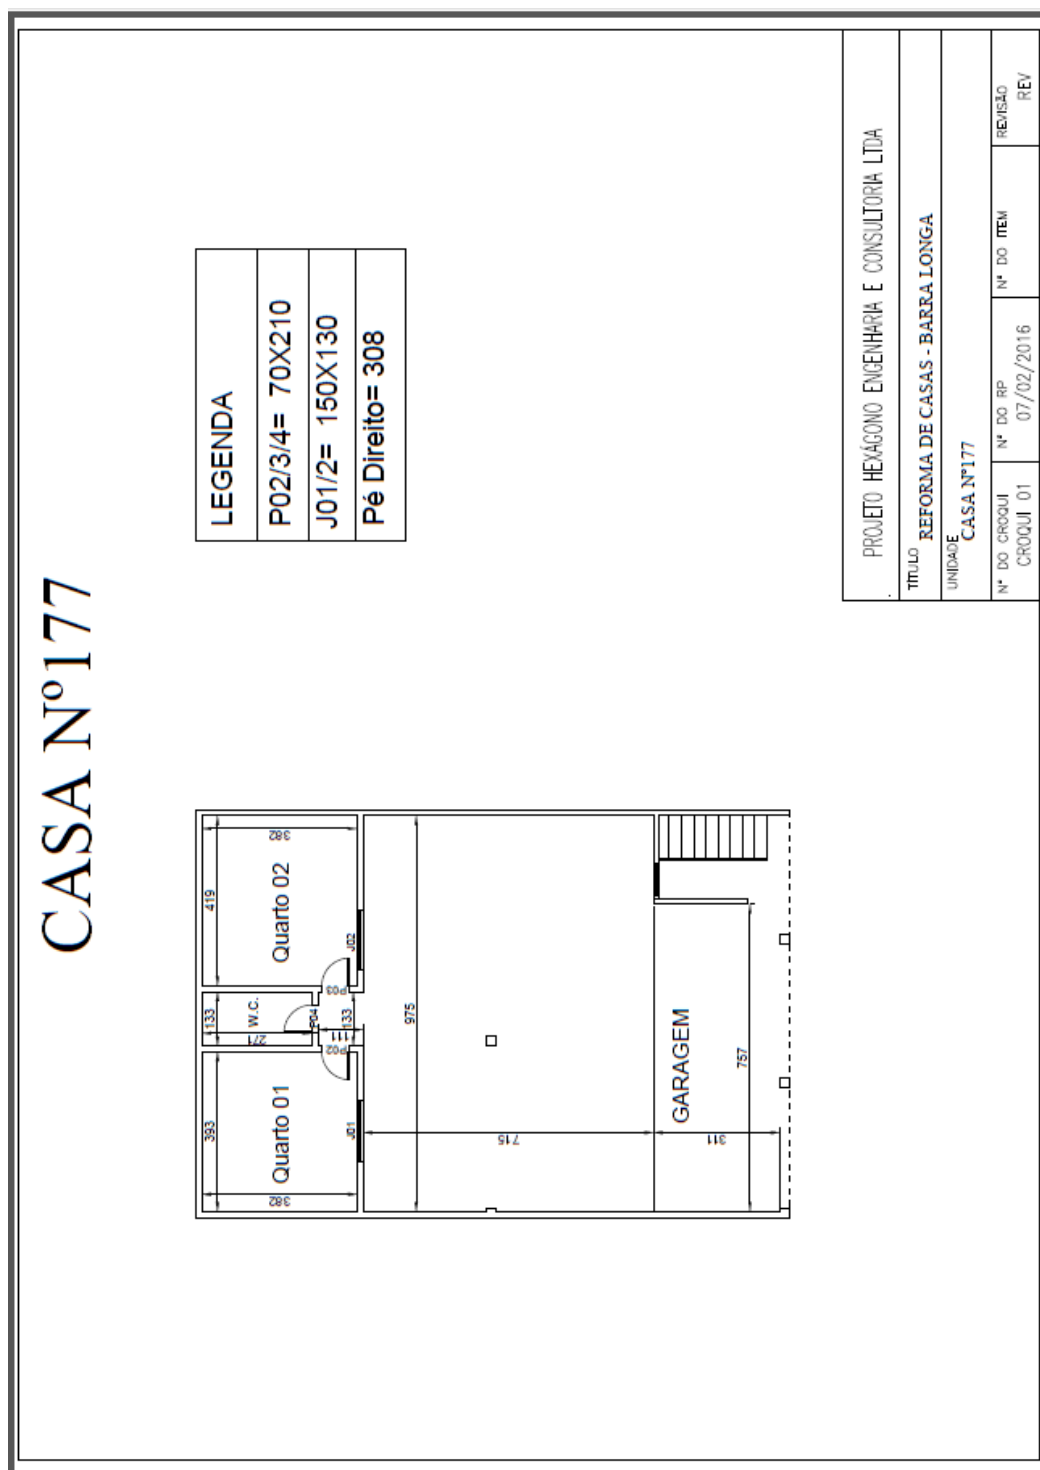 CASA Nº177
LEGENDA
P02/3/4= 70X210
J01/2= 150X130
Pé Direito= 308
393
133
419
382
Quarto 01
271
W.C.
Quarto 02
382
P02
111
P04
133
P03
J01
J02
975
715
GARAGEM
311
757
PROJETO HEXÁGONO ENGENHARIA E CONSULTORIA LTDA
TÍTULO
REFORMA DE CASAS - BARRA LONGA
UNIDADE
CASA Nº177
Nº DO CROQUI
CROQUI 01
Nº DO RP
07/02/2016
Nº DO ITEM
REVISÃO
REV